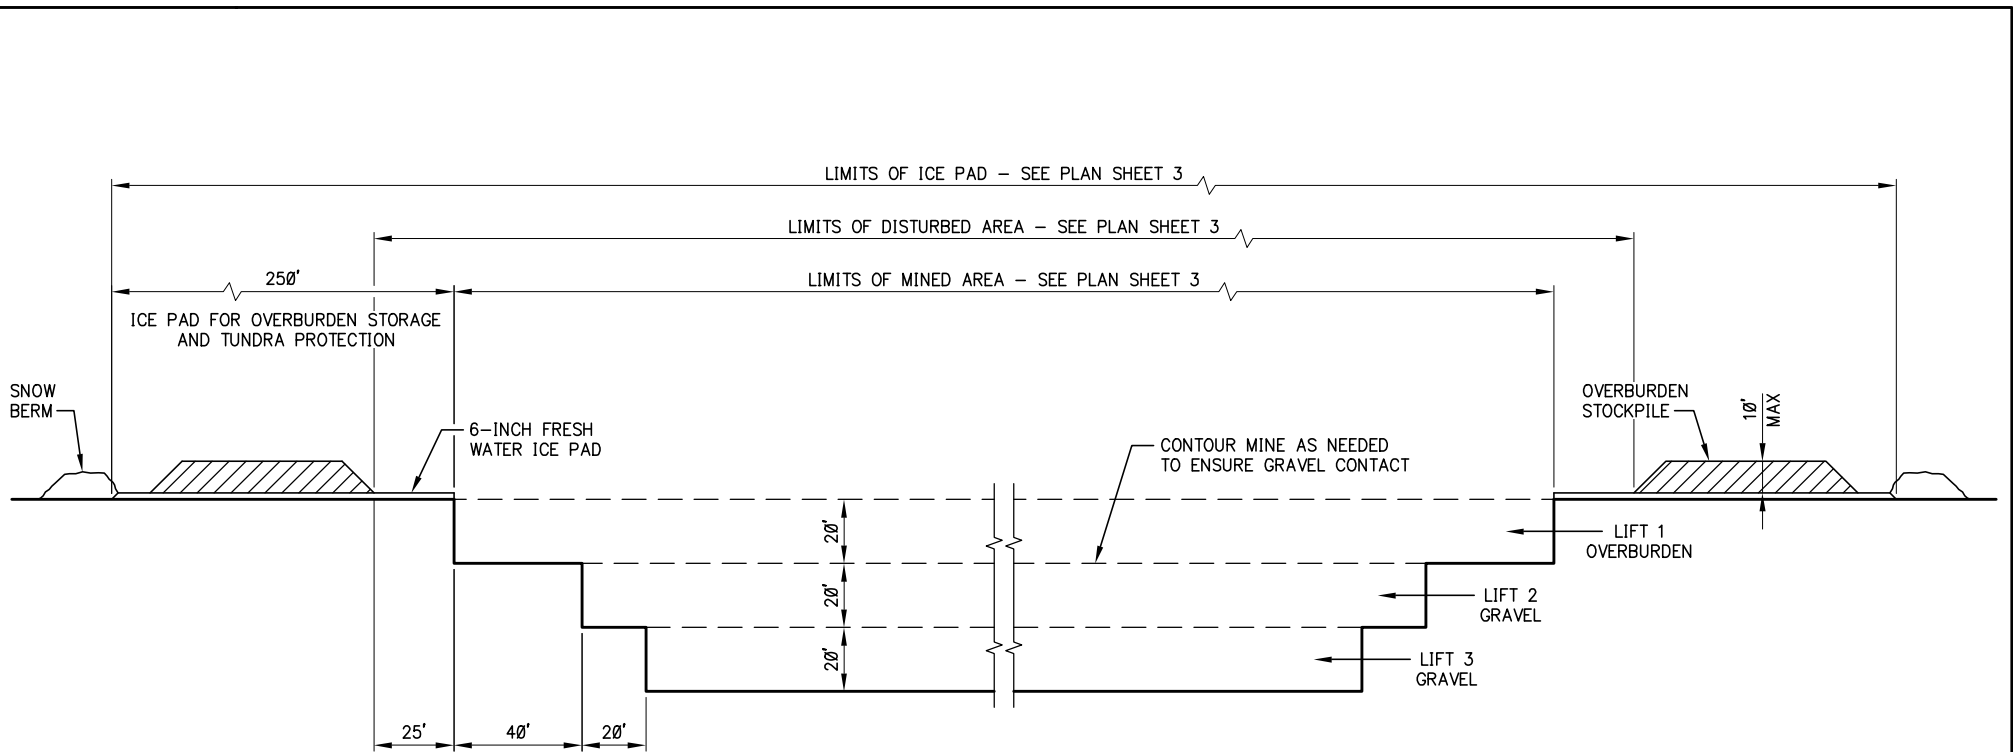 LIMITS OF ICE PAD – SEE PLAN SHEET 3
LIMITS OF DISTURBED AREA – SEE PLAN SHEET 3
250'
LIMITS OF MINED AREA – SEE PLAN SHEET 3
ICE PAD FOR OVERBURDEN STORAGE
AND TUNDRA PROTECTION
SNOW
BERM
6–INCH FRESH
WATER ICE PAD
CONTOUR MINE AS NEEDED
TO ENSURE GRAVEL CONTACT
OVERBURDEN
STOCKPILE
10'
MAX
20'
LIFT 1
OVERBURDEN
20'
LIFT 2
GRAVEL
20'
LIFT 3
GRAVEL
25'
40'
20'